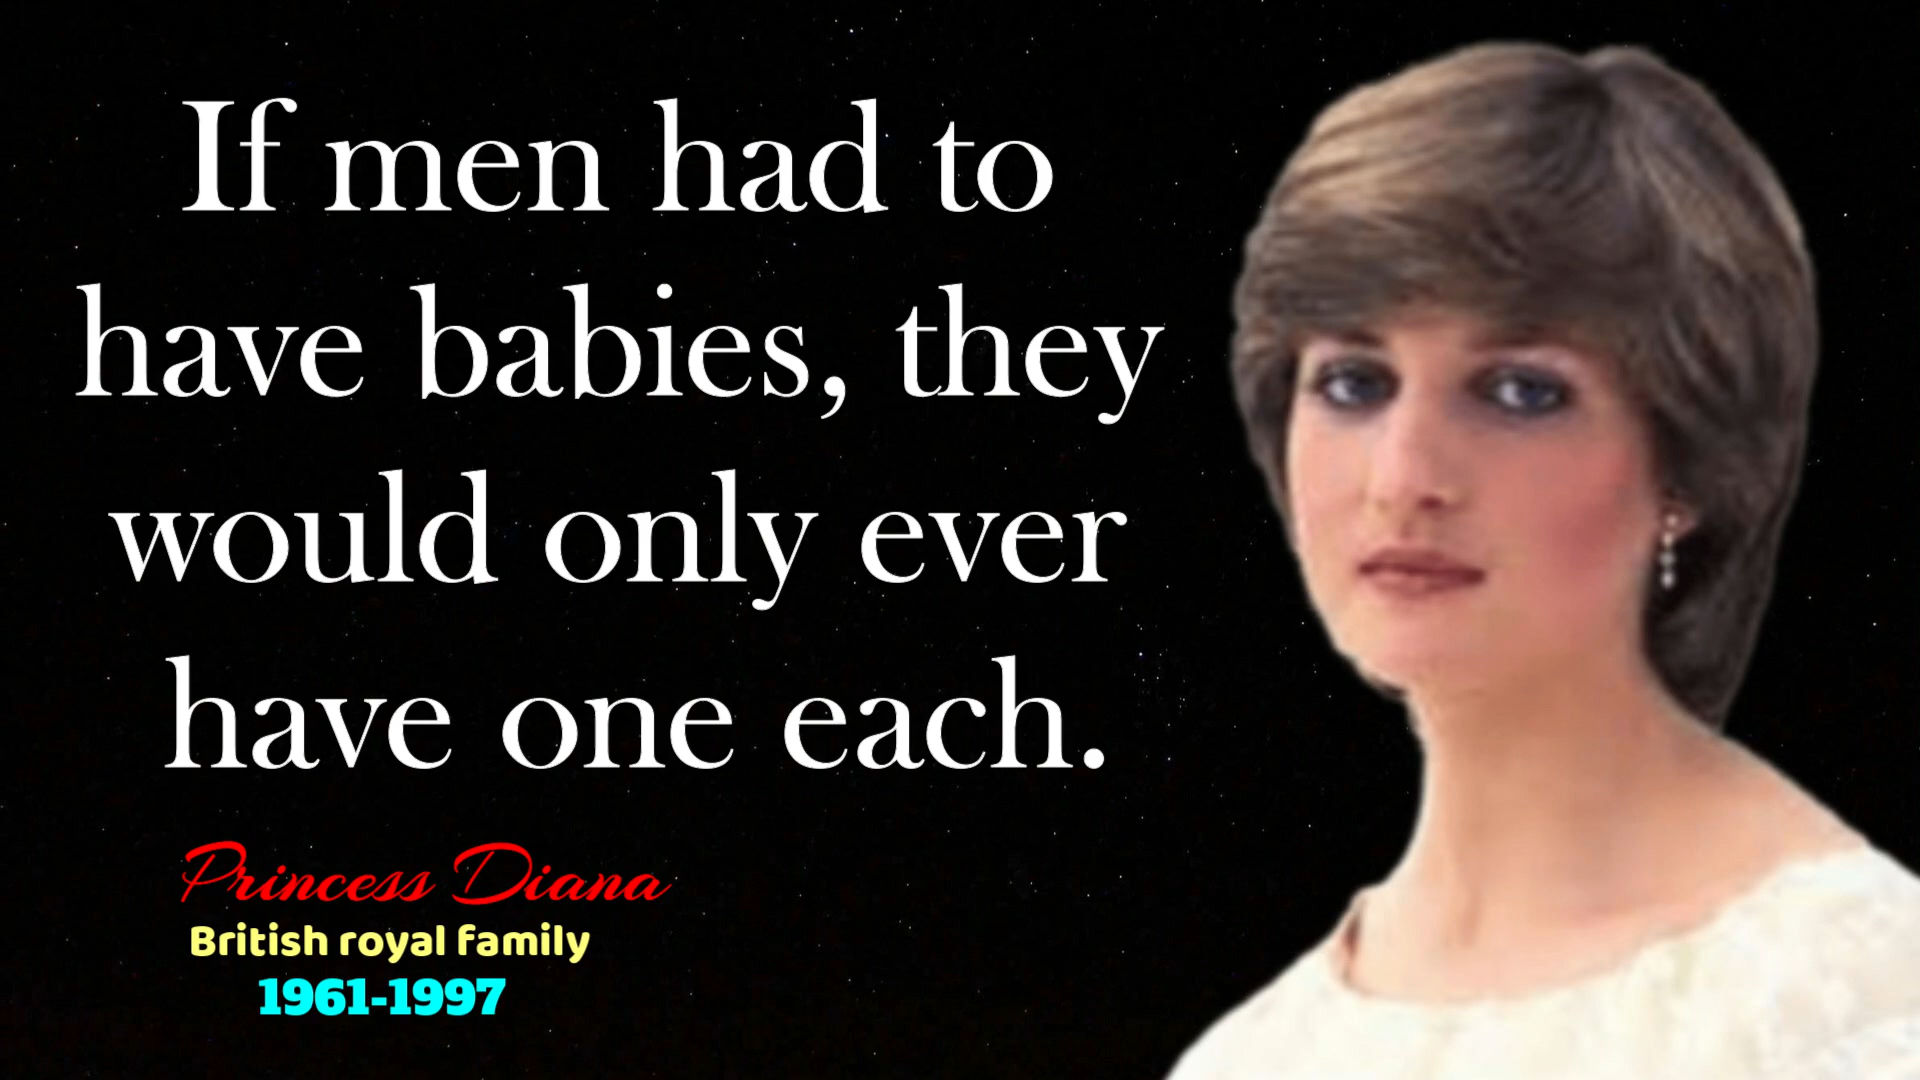 If men had to
have babies, they
would only ever
have one each.
Princess Diana
British royal family
1961-1997